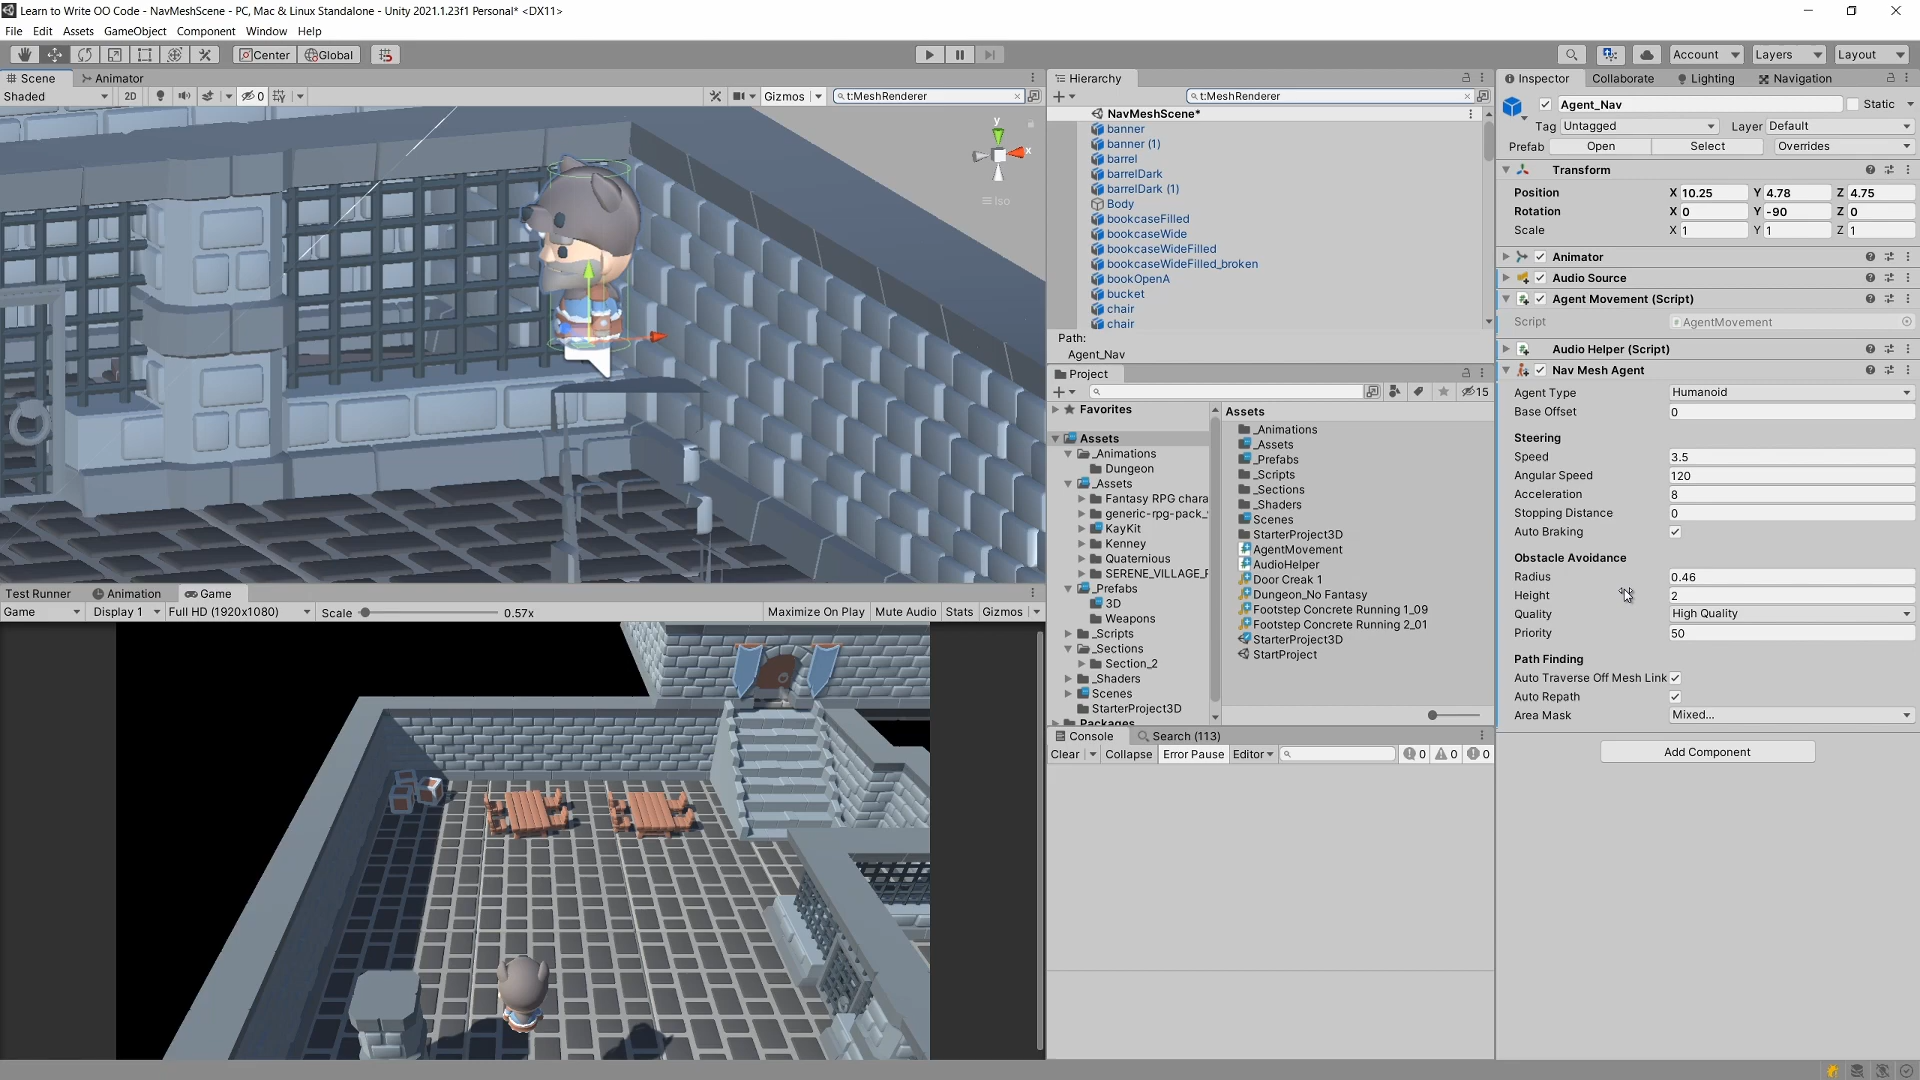 Learn to Write OO Code - NavMeshScene - PC, Mac & Linux Standalone - Unity 2021.1.23f1 Personal* <DX11>
File Edit Assets GameObject Component Window Help
Center Global
Account Layers Layout
Scene Animator
Shaded 2D 0 Gizmos t:MeshRenderer
y
x
Iso
Test Runner Animation Game
Game Display 1 Full HD (1920x1080) Scale 0.57x Maximize On Play Mute Audio Stats Gizmos
Hierarchy
t:MeshRenderer
NavMeshScene*
banner
banner (1)
barrel
barrelDark
barrelDark (1)
Body
bookcaseFilled
bookcaseWide
bookcaseWideFilled
bookcaseWideFilled_broken
bookOpenA
bucket
chair
chair
Path:
Agent_Nav
Project
15
Favorites
Assets
_Animations
Dungeon
_Assets
Fantasy RPG chara
generic-rpg-pack_
KayKit
Kenney
Quaternious
SERENE_VILLAGE_
_Prefabs
3D
Weapons
_Scripts
_Sections
Section_2
_Shaders
Scenes
StarterProject3D
Packages
Assets
_Animations
_Assets
_Prefabs
_Scripts
_Sections
_Shaders
Scenes
StarterProject3D
AgentMovement
AudioHelper
Door Creak 1
Dungeon_No Fantasy
Footstep Concrete Running 1_09
Footstep Concrete Running 2_01
StarterProject3D
StartProject
Console Search (113)
Clear Collapse Error Pause Editor 0 0 0
Inspector Collaborate Lighting Navigation
Agent_Nav Static
Tag Untagged Layer Default
Prefab Open Select Overrides
Transform
Position X 10.25 Y 4.78 Z 4.75
Rotation X 0 Y -90 Z 0
Scale X 1 Y 1 Z 1
Animator
Audio Source
Agent Movement (Script)
Script AgentMovement
Audio Helper (Script)
Nav Mesh Agent
Agent Type Humanoid
Base Offset 0
Steering
Speed 3.5
Angular Speed 120
Acceleration 8
Stopping Distance 0
Auto Braking
Obstacle Avoidance
Radius 0.46
Height 2
Quality High Quality
Priority 50
Path Finding
Auto Traverse Off Mesh Link
Auto Repath
Area Mask Mixed...
Add Component